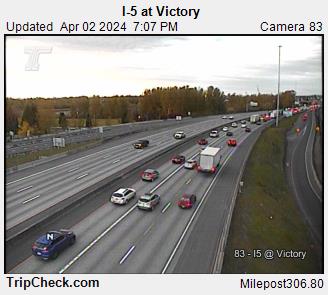 I-5 at Victory
Updated Apr 02 2024 7:07 PM Camera 83
T
N
83 - I5 @ Victory
TripCheck.com Milepost306.80